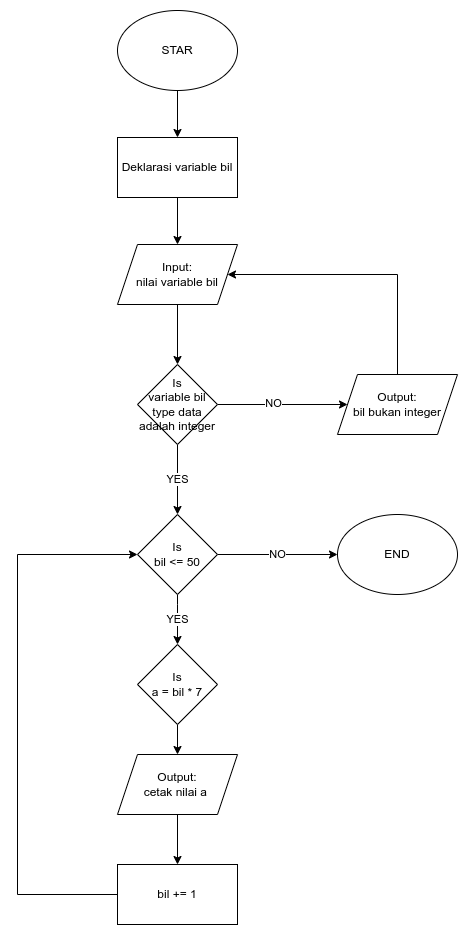 STAR
Deklarasi variable bil
Input:
nilai variable bil
Is
variable bil
type data
adalah integer
NO
Output:
bil bukan integer
YES
Is
bil <= 50
NO
END
YES
Is
a = bil * 7
Output:
cetak nilai a
bil += 1